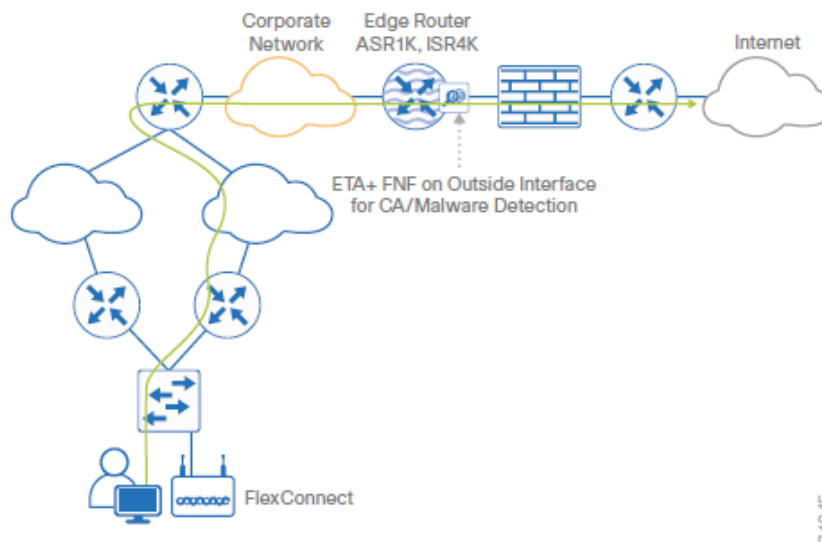 Corporate
Network
Edge Router
ASR1K, ISR4K
Internet
ETA+ FNF on Outside Interface
for CA/Malware Detection
FlexConnect